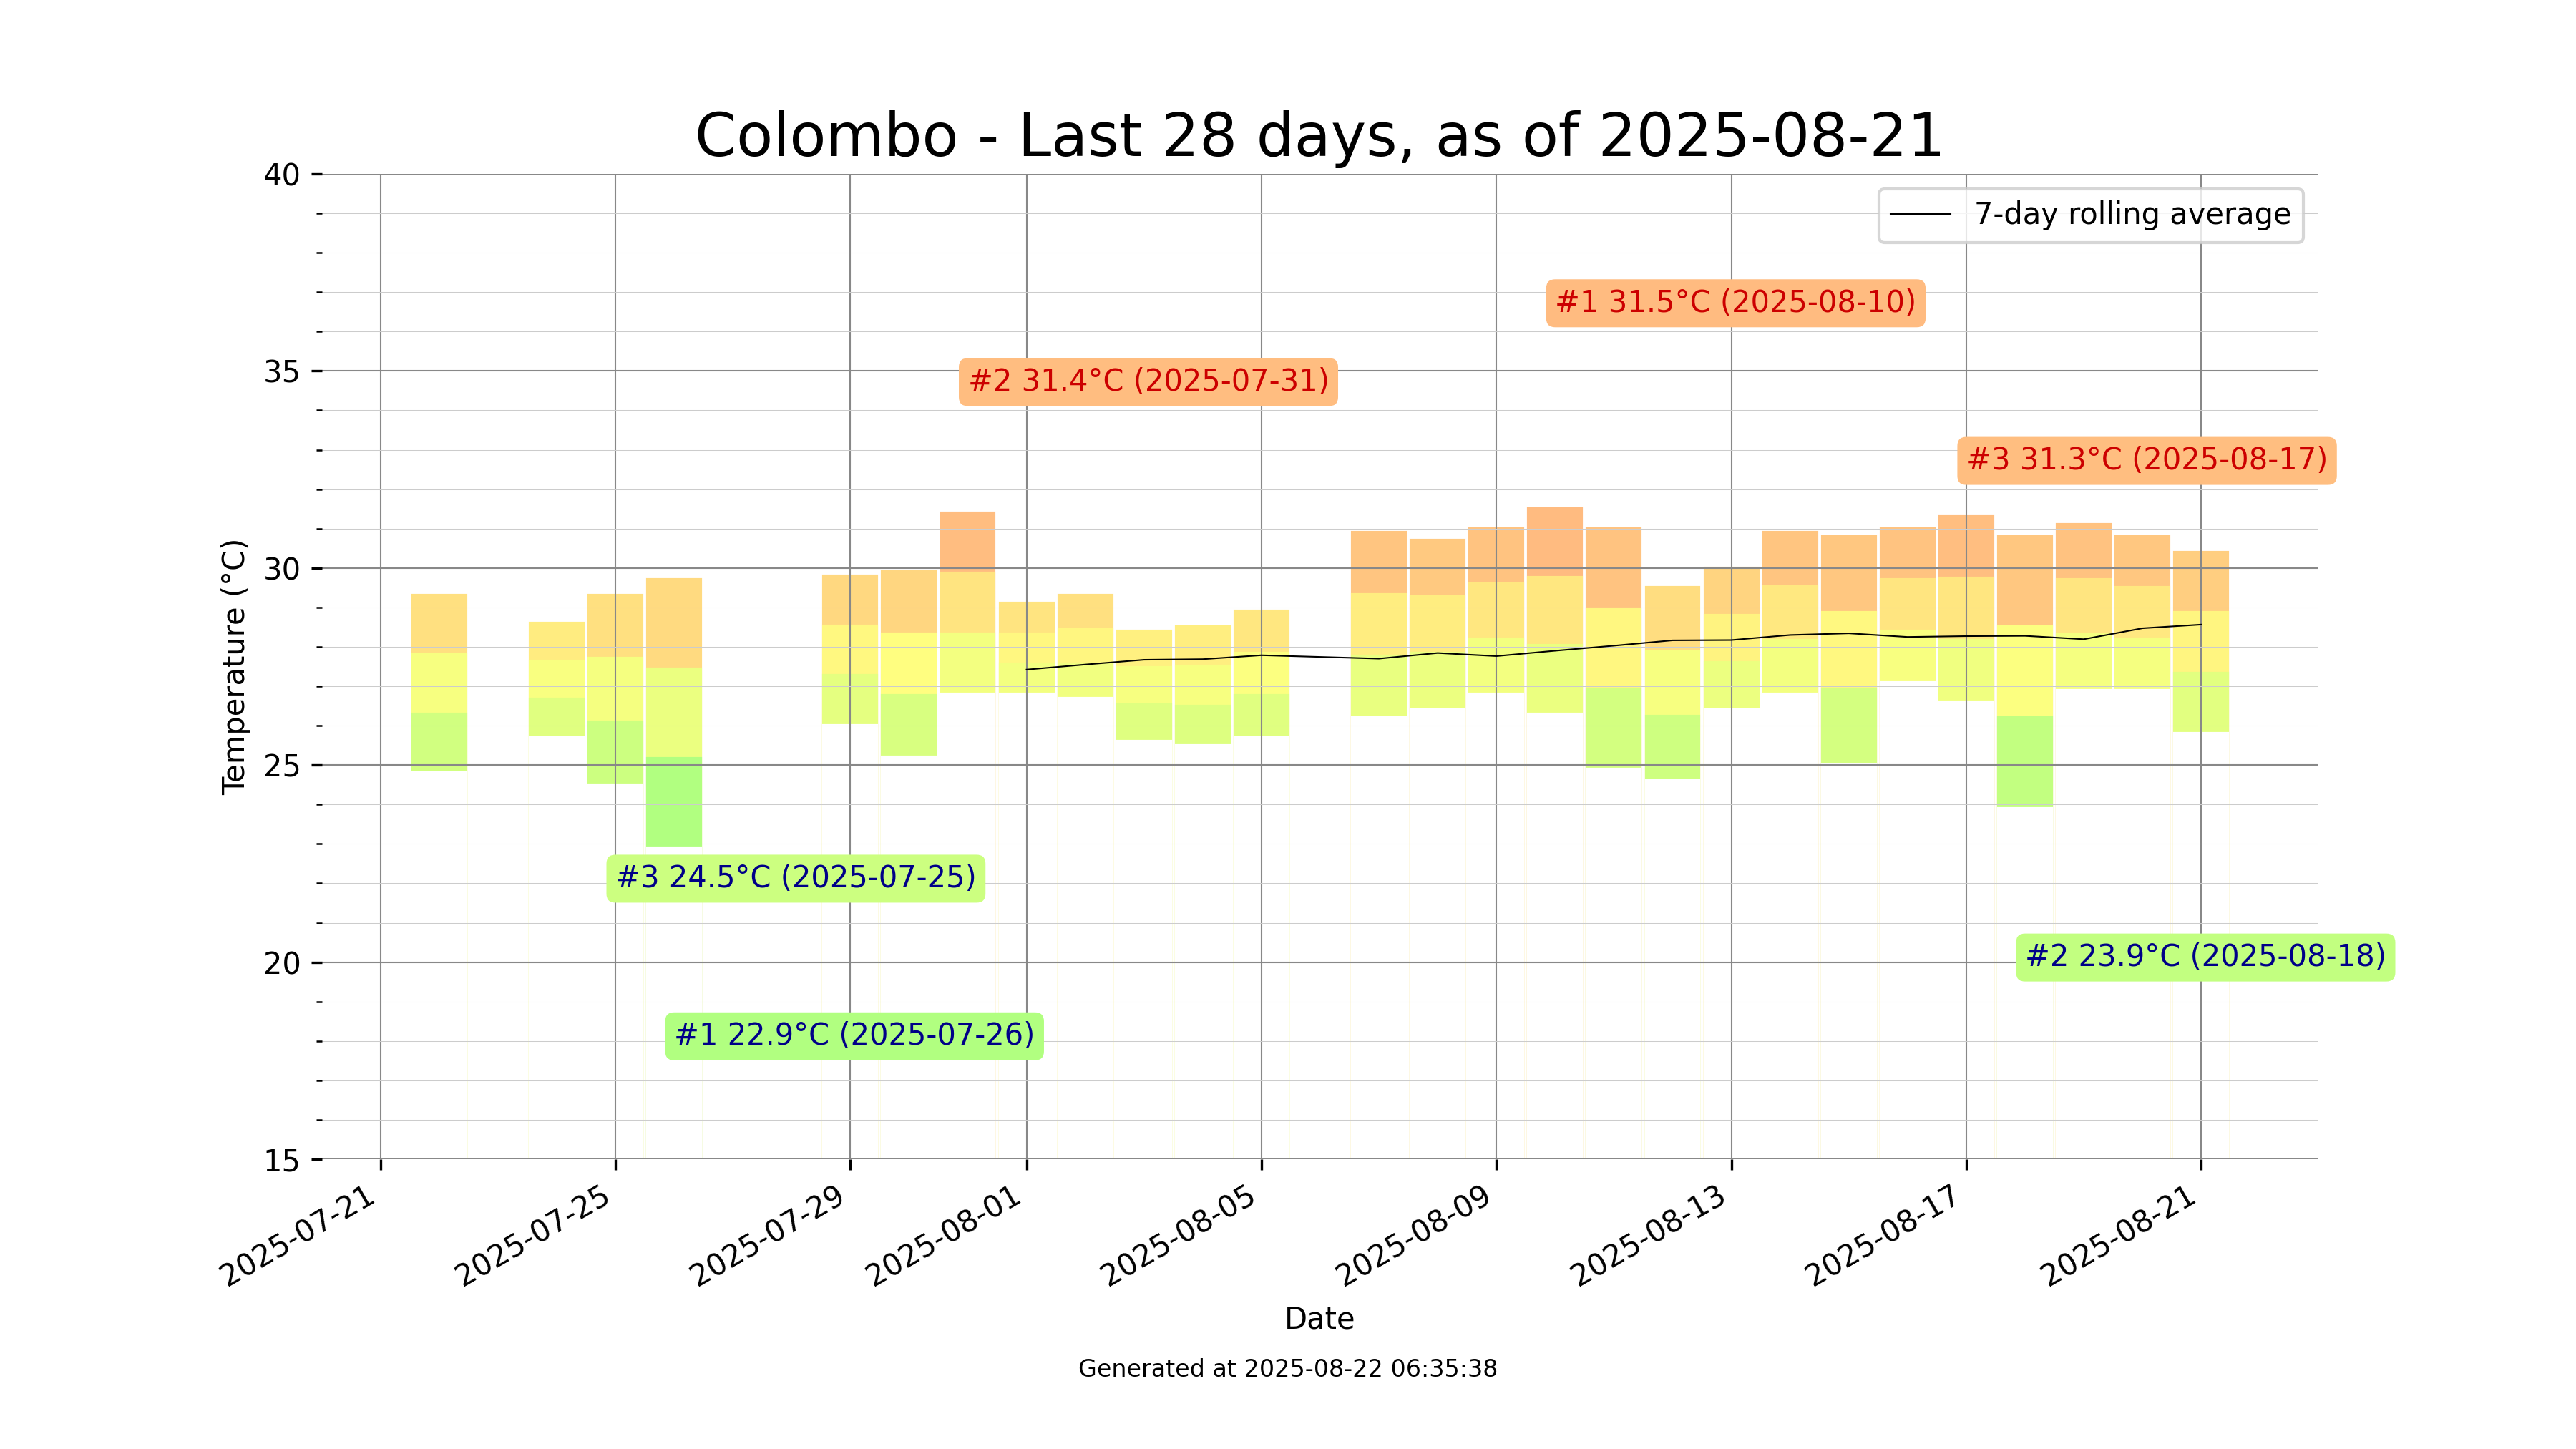 Colombo - Last 28 days, as of 2025-08-21
7-day rolling average
#1 31.5°C (2025-08-10)
#2 31.4°C (2025-07-31)
#3 31.3°C (2025-08-17)
#3 24.5°C (2025-07-25)
#2 23.9°C (2025-08-18)
#1 22.9°C (2025-07-26)
Temperature (°C)
40
35
30
25
20
15
2025-07-21
2025-07-25
2025-07-29
2025-08-01
2025-08-05
2025-08-09
2025-08-13
2025-08-17
2025-08-21
Date
Generated at 2025-08-22 06:35:38